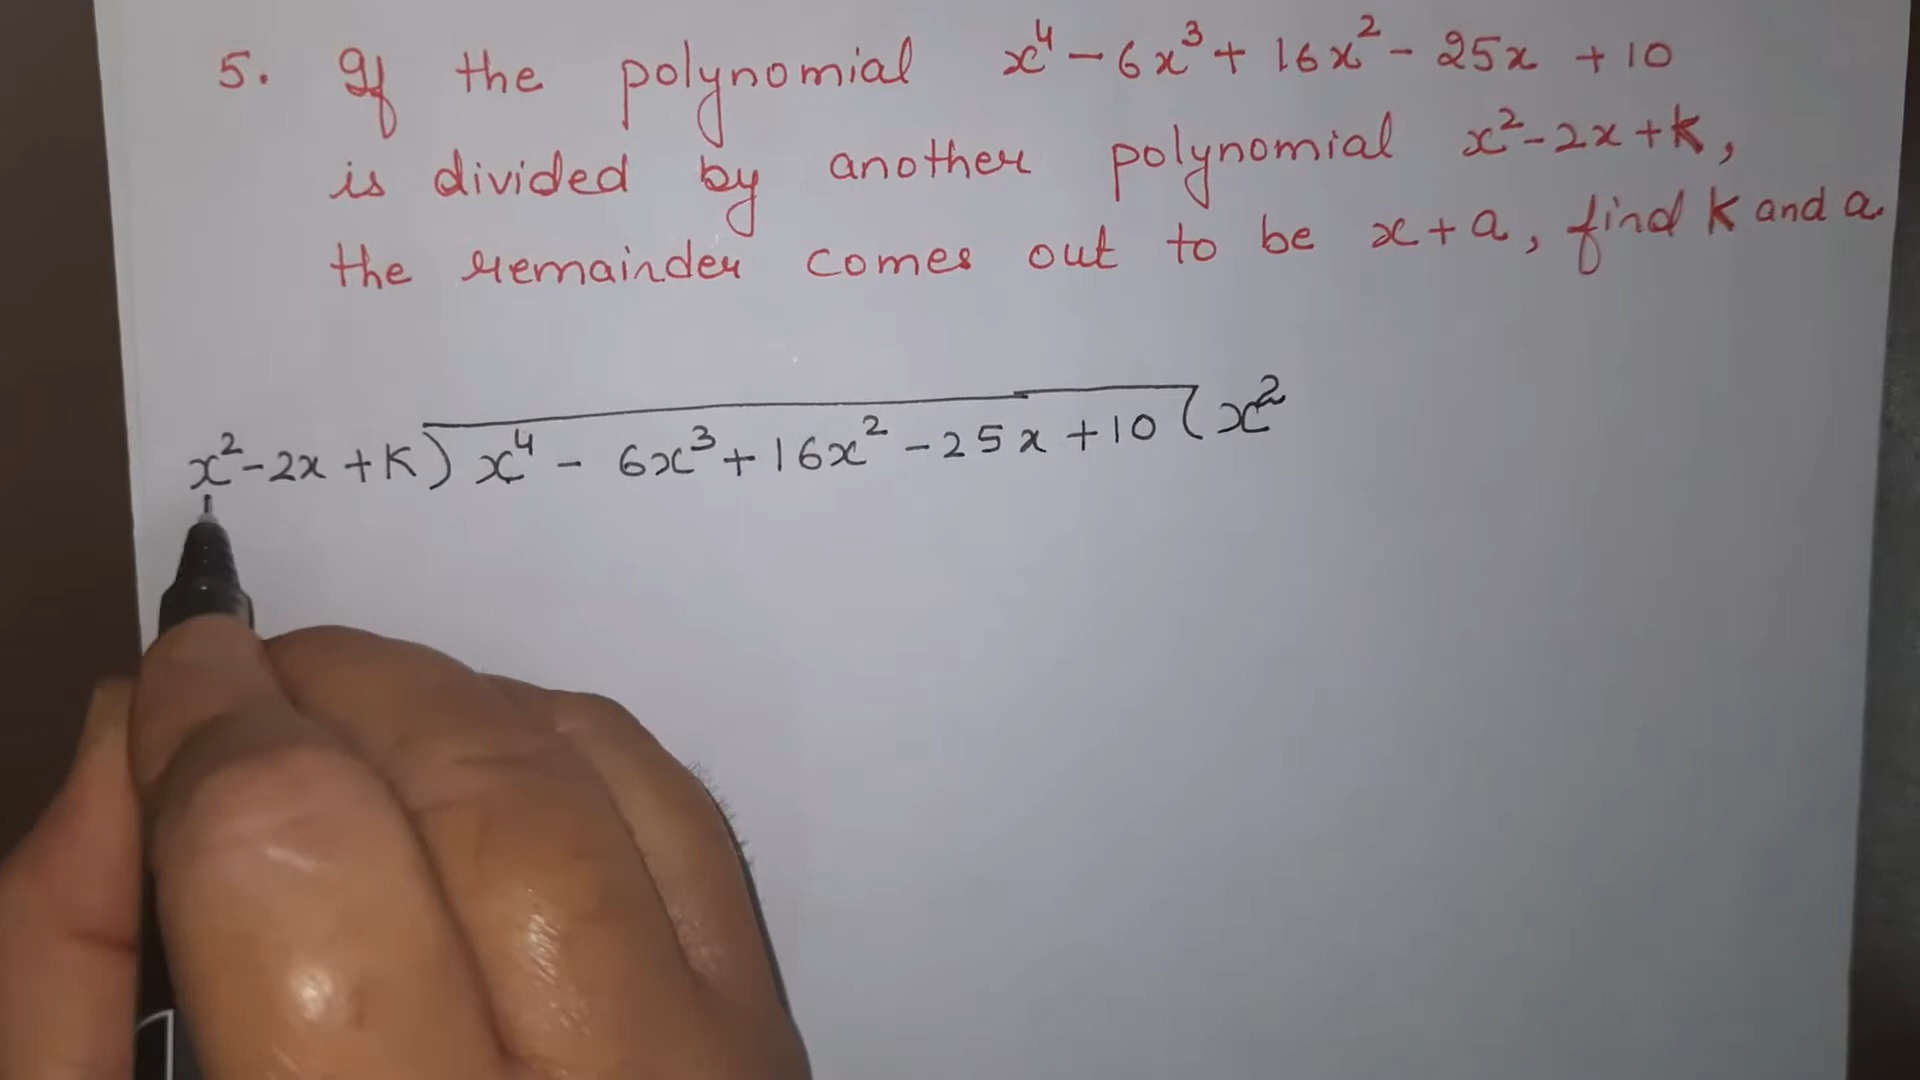 5. If the polynomial x⁴ - 6x³ + 16x² - 25x + 10
is divided by another polynomial x² - 2x + k,
the remainder comes out to be x + a, find k and a.
x² - 2x + k ) x⁴ - 6x³ + 16x² - 25x + 10 ( x²